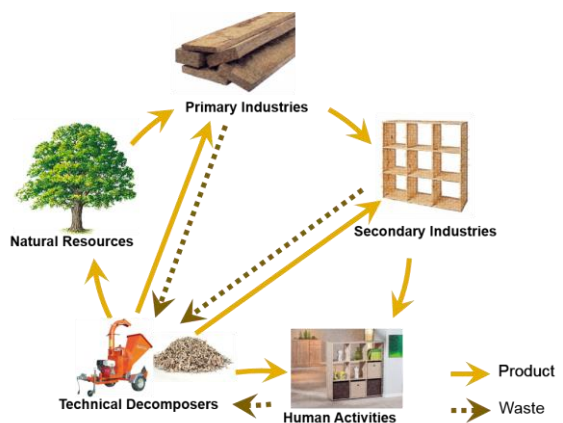 Primary Industries
Natural Resources
Secondary Industries
Technical Decomposers
Human Activities
Product
Waste